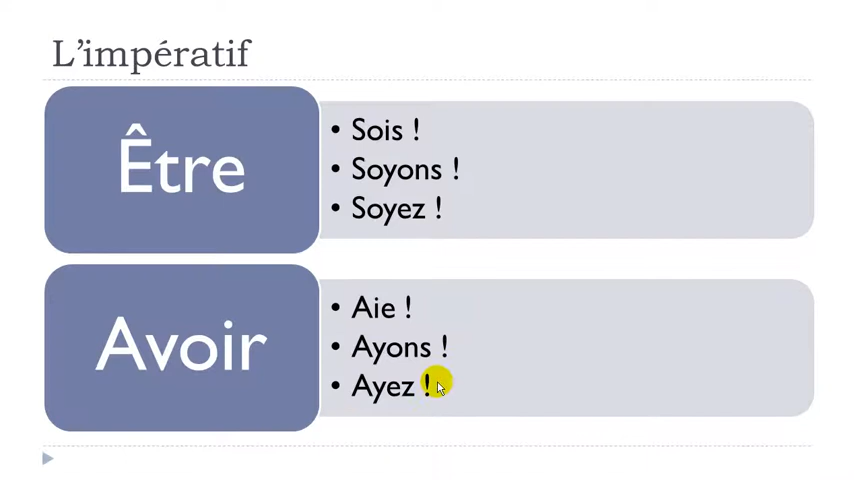 L’impératif
Être
• Sois !
• Soyons !
• Soyez !
Avoir
• Aie !
• Ayons !
• Ayez !